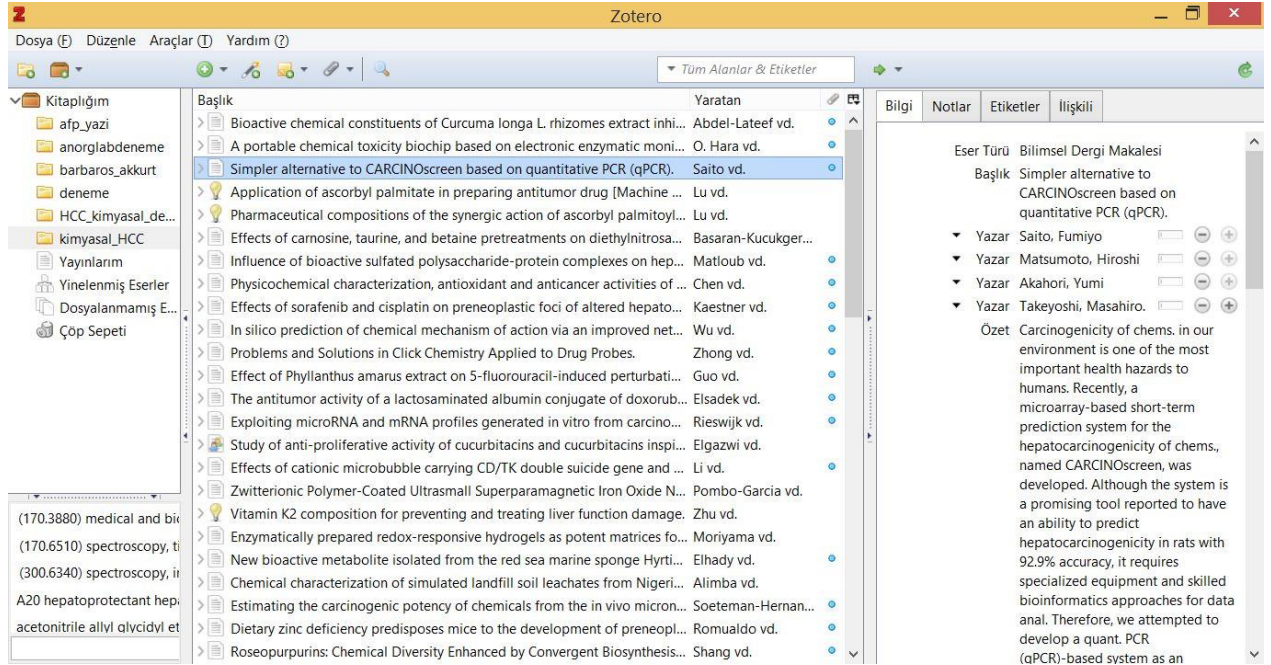 Zotero
Dosya (F) Düzenle Araçlar (T) Yardım (?)
Tüm Alanlar & Etiketler
Kitaplığım
afp_yazi
anorglabdeneme
barbaros_akkurt
deneme
HCC_kimyasal_de...
kimyasal_HCC
Yayınlarım
Yinelenmiş Eserler
Dosyalanmamış E...
Çöp Sepeti
(170.3880) medical and bio
(170.6510) spectroscopy, ti
(300.6340) spectroscopy, in
A20 hepatoprotectant hepa
acetonitrile allyl glycidyl et
Başlık Yaratan
Bioactive chemical constituents of Curcuma longa L. rhizomes extract inhi... Abdel-Lateef vd.
A portable chemical toxicity biochip based on electronic enzymatic moni... O. Hara vd.
Simpler alternative to CARCINOscreen based on quantitative PCR (qPCR). Saito vd.
Application of ascorbyl palmitate in preparing antitumor drug [Machine ... Lu vd.
Pharmaceutical compositions of the synergic action of ascorbyl palmitoyl... Lu vd.
Effects of carnosine, taurine, and betaine pretreatments on diethylnitrosa... Basaran-Kucukger...
Influence of bioactive sulfated polysaccharide-protein complexes on hep... Matloub vd.
Physicochemical characterization, antioxidant and anticancer activities of ... Chen vd.
Effects of sorafenib and cisplatin on preneoplastic foci of altered hepato... Kaestner vd.
In silico prediction of chemical mechanism of action via an improved net... Wu vd.
Problems and Solutions in Click Chemistry Applied to Drug Probes. Zhong vd.
Effect of Phyllanthus amarus extract on 5-fluorouracil-induced perturbati... Guo vd.
The antitumor activity of a lactosaminated albumin conjugate of doxorub... Elsadek vd.
Exploiting microRNA and mRNA profiles generated in vitro from carcino... Rieswijk vd.
Study of anti-proliferative activity of cucurbitacins and cucurbitacins inspi... Elgazwi vd.
Effects of cationic microbubble carrying CD/TK double suicide gene and ... Li vd.
Zwitterionic Polymer-Coated Ultrasmall Superparamagnetic Iron Oxide N... Pombo-Garcia vd.
Vitamin K2 composition for preventing and treating liver function damage. Zhu vd.
Enzymatically prepared redox-responsive hydrogels as potent matrices fo... Moriyama vd.
New bioactive metabolite isolated from the red sea marine sponge Hyrti... Elhady vd.
Chemical characterization of simulated landfill soil leachates from Nigeri... Alimba vd.
Estimating the carcinogenic potency of chemicals from the in vivo micron... Soeteman-Hernan...
Dietary zinc deficiency predisposes mice to the development of preneopl... Romualdo vd.
Roseopurpurins: Chemical Diversity Enhanced by Convergent Biosynthesis... Shang vd.
Bilgi Notlar Etiketler İlişkili
Eser Türü Bilimsel Dergi Makalesi
Başlık Simpler alternative to
CARCINOscreen based on
quantitative PCR (qPCR).
Yazar Saito, Fumiyo
Yazar Matsumoto, Hiroshi
Yazar Akahori, Yumi
Yazar Takeyoshi, Masahiro.
Özet Carcinogenicity of chems. in our
environment is one of the most
important health hazards to
humans. Recently, a
microarray-based short-term
prediction system for the
hepatocarcinogenicity of chems.,
named CARCINOscreen, was
developed. Although the system is
a promising tool reported to have
an ability to predict
hepatocarcinogenicity in rats with
92.9% accuracy, it requires
specialized equipment and skilled
bioinformatics approaches for data
anal. Therefore, we attempted to
develop a quant. PCR
(qPCR)-based system as an